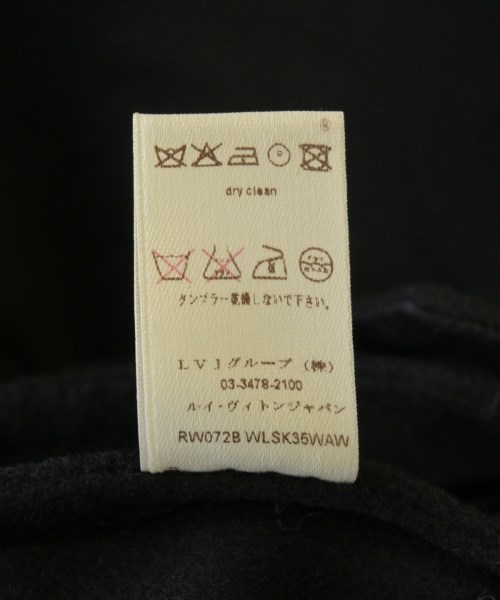 ®
dry clean
タンブラー乾燥しないで下さい。
LVJグループ (株)
03-3478-2100
ルイ・ヴィトンジャパン
RW072B WLSK35WAW